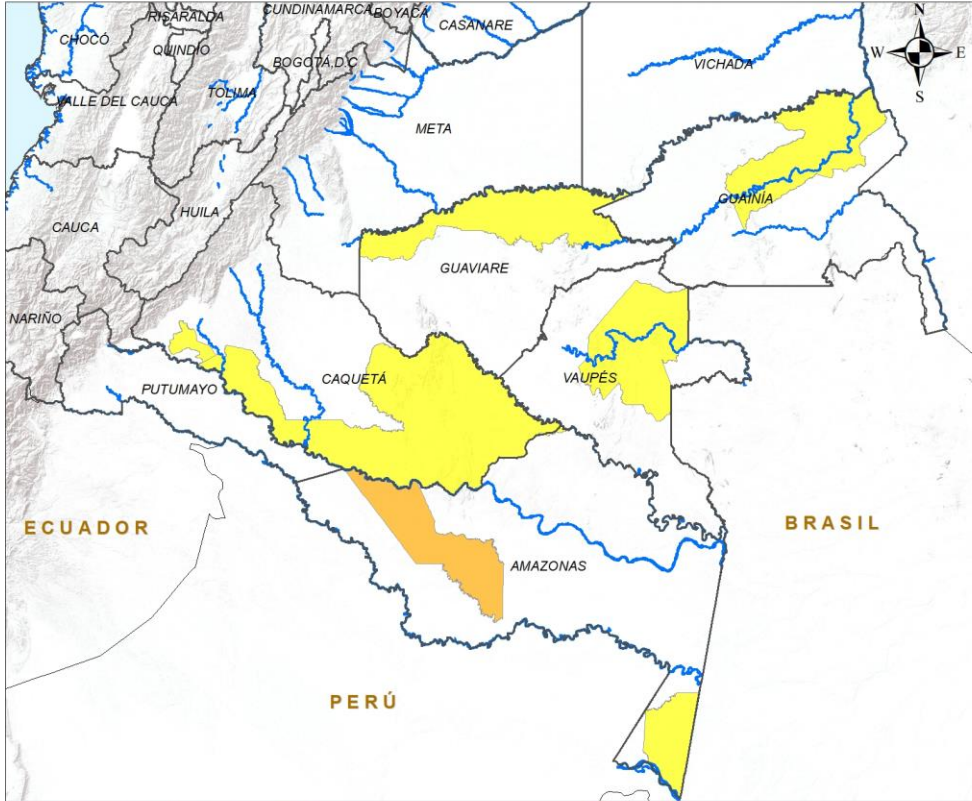 RISARALDA
CUNDINAMARCA
BOYACÁ
CASANARE
N
CHOCÓ
QUINDÍO
BOGOTÁ,D.C
VICHADA
W
E
S
VALLE DEL CAUCA
TOLIMA
META
HUILA
GUAINÍA
CAUCA
GUAVIARE
NARIÑO
CAQUETÁ
VAUPÉS
PUTUMAYO
ECUADOR
BRASIL
AMAZONAS
PERÚ